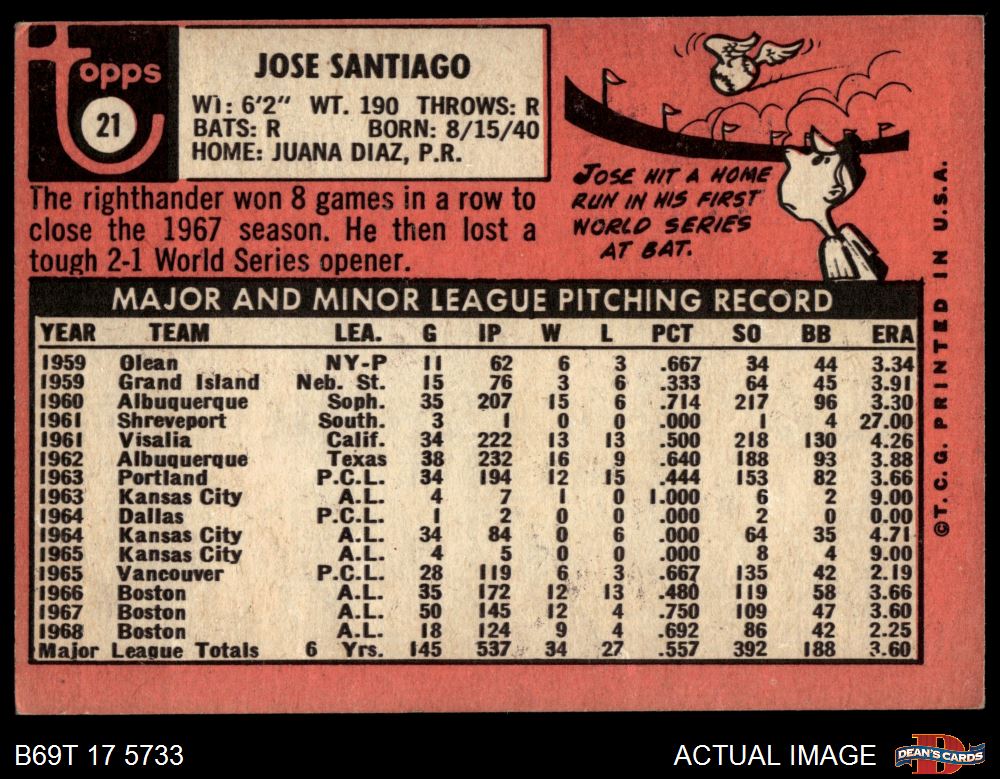 Topps
21
JOSE SANTIAGO
WT: 6'2" WT. 190 THROWS: R
BATS: R BORN: 8/15/40
HOME: JUANA DIAZ, P.R.
The righthander won 8 games in a row to
close the 1967 season. He then lost a
tough 2-1 World Series opener.
JOSE HIT A HOME
RUN IN HIS FIRST
WORLD SERIES
AT BAT.
MAJOR AND MINOR LEAGUE PITCHING RECORD
YEAR TEAM LEA. G IP W L PCT SO BB ERA
1959 Olean NY-P 11 62 6 3 .667 34 44 3.34
1959 Grand Island Neb. St. 15 76 3 6 .333 64 45 3.91
1960 Albuquerque Soph. 35 207 15 6 .714 217 96 3.30
1961 Shreveport South. 3 1 0 0 .000 1 4 27.00
1961 Visalia Calif. 34 222 13 13 .500 218 130 4.26
1962 Albuquerque Texas 38 232 16 9 .640 188 93 3.88
1963 Portland P.C.L. 34 194 12 15 .444 153 82 3.66
1963 Kansas City A.L. 4 7 1 0 1.000 6 2 9.00
1964 Dallas P.C.L. 1 2 0 0 .000 2 0 0.00
1964 Kansas City A.L. 34 84 0 6 .000 64 35 4.71
1965 Kansas City A.L. 4 5 0 0 .000 8 4 9.00
1965 Vancouver P.C.L. 28 119 6 3 .667 135 42 2.19
1966 Boston A.L. 35 172 12 13 .480 119 58 3.66
1967 Boston A.L. 50 145 12 4 .750 109 47 3.60
1968 Boston A.L. 18 124 9 4 .692 86 42 2.25
Major League Totals 6 Yrs. 145 537 34 27 .557 392 188 3.60
©T.C.G. PRINTED IN U.S.A.
B69T 17 5733
ACTUAL IMAGE
D
DEAN'S CARDS